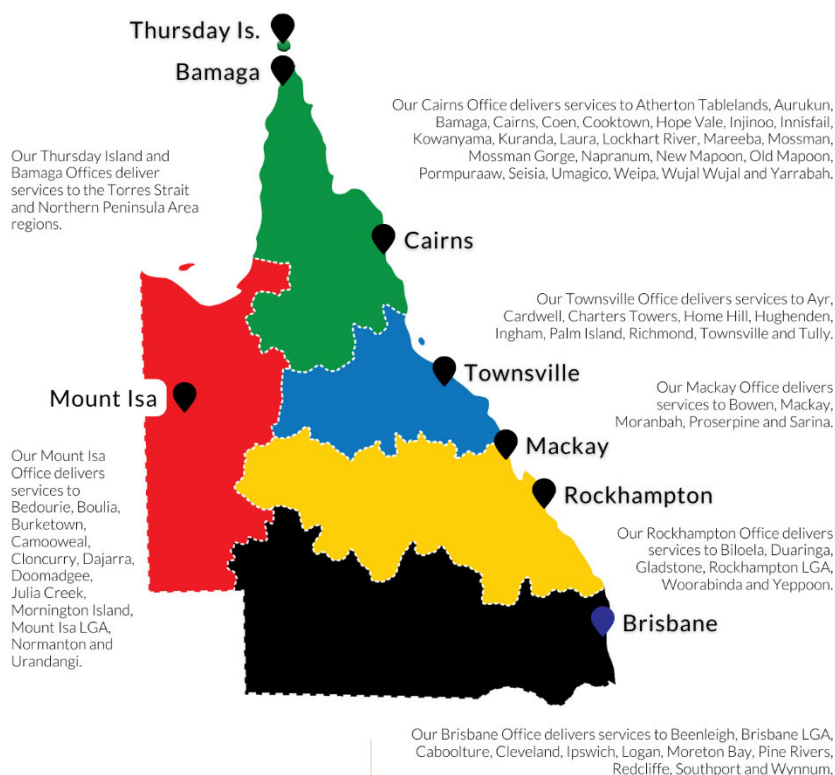 Thursday Is.
Bamaga
Our Cairns Office delivers services to Atherton Tablelands, Aurukun,
Bamaga, Cairns, Coen, Cooktown, Hope Vale, Injinoo, Innisfail,
Kowanyama, Kuranda, Laura, Lockhart River, Mareeba, Mossman,
Mossman Gorge, Napranum, New Mapoon, Old Mapoon,
Pormpuraaw, Seisia, Umagico, Weipa, Wujal Wujal and Yarrabah.
Our Thursday Island and
Bamaga Offices deliver
services to the Torres Strait
and Northern Peninsula Area
regions.
Cairns
Our Townsville Office delivers services to Ayr,
Cardwell, Charters Towers, Home Hill, Hughenden,
Ingham, Palm Island, Richmond, Townsville and Tully.
Townsville
Mount Isa
Our Mackay Office delivers
services to Bowen, Mackay,
Moranbah, Proserpine and Sarina.
Mackay
Our Mount Isa
Office delivers
services to
Bedourie, Boulia,
Burketown,
Camooweal,
Cloncurry, Dajarra,
Doomadgee,
Julia Creek,
Mornington Island,
Mount Isa LGA,
Normanton and
Urandangi.
Rockhampton
Our Rockhampton Office delivers
services to Biloela, Duaringa,
Gladstone, Rockhampton LGA,
Woorabinda and Yeppoon.
Brisbane
Our Brisbane Office delivers services to Beenleigh, Brisbane LGA,
Caboolture, Cleveland, Ipswich, Logan, Moreton Bay, Pine Rivers,
Redcliffe, Southport and Wynnum.